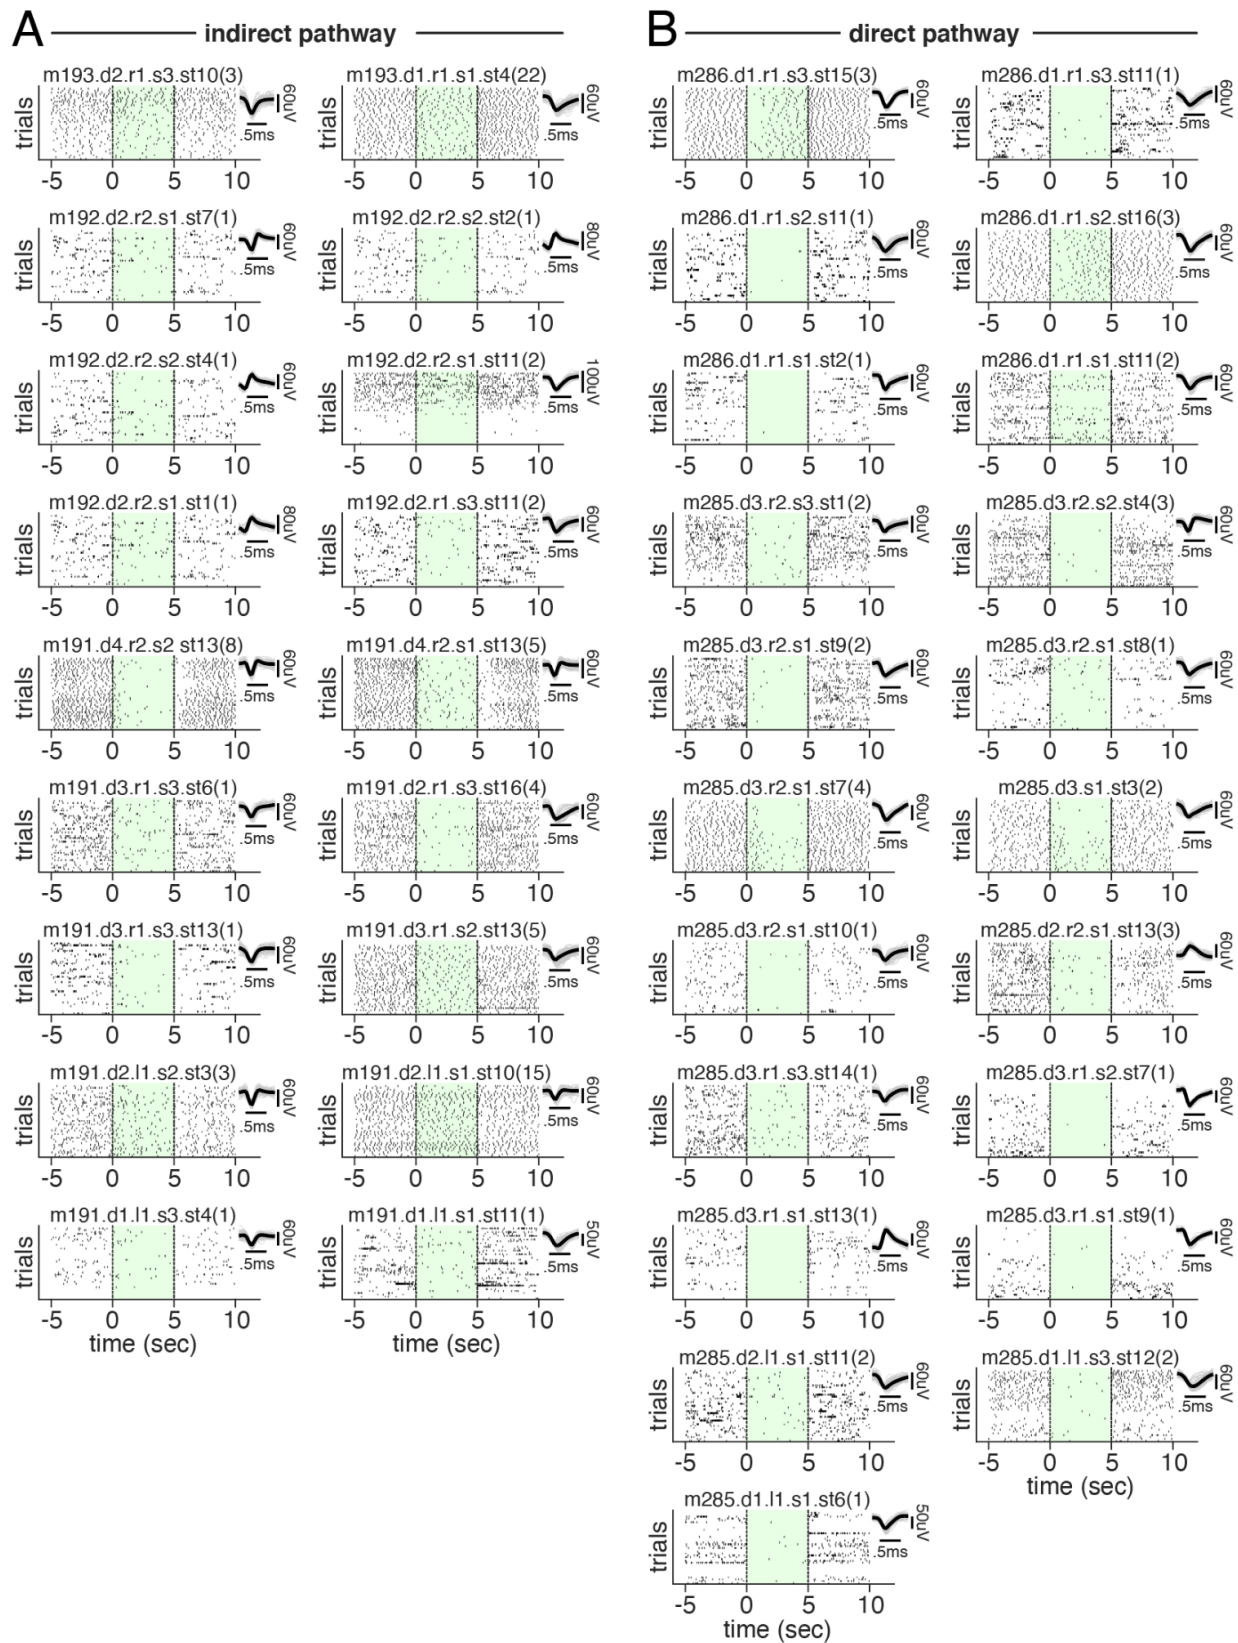 A indirect pathway
m193.d2.r1.s3.st10(3)
trials
60uV
.5ms
-5 0 5 10
m193.d1.r1.s1.st4(22)
trials
60uV
.5ms
-5 0 5 10
m192.d2.r2.s1.st7(1)
trials
60uV
.5ms
-5 0 5 10
m192.d2.r2.s2.st2(1)
trials
80uV
.5ms
-5 0 5 10
m192.d2.r2.s2.st4(1)
trials
60uV
.5ms
-5 0 5 10
m192.d2.r2.s1.st11(2)
trials
100uV
.5ms
-5 0 5 10
m192.d2.r2.s1.st1(1)
trials
80uV
.5ms
-5 0 5 10
m192.d2.r1.s3.st11(2)
trials
60uV
.5ms
-5 0 5 10
m191.d4.r2.s2 st13(8)
trials
60uV
.5ms
-5 0 5 10
m191.d4.r2.s1.st13(5)
trials
60uV
.5ms
-5 0 5 10
m191.d3.r1.s3.st6(1)
trials
60uV
.5ms
-5 0 5 10
m191.d2.r1.s3.st16(4)
trials
60uV
.5ms
-5 0 5 10
m191.d3.r1.s3.st13(1)
trials
60uV
.5ms
-5 0 5 10
m191.d3.r1.s2.st13(5)
trials
60uV
.5ms
-5 0 5 10
m191.d2.l1.s2.st3(3)
trials
60uV
.5ms
-5 0 5 10
m191.d2.l1.s1.st10(15)
trials
60uV
.5ms
-5 0 5 10
m191.d1.l1.s3.st4(1)
trials
60uV
.5ms
-5 0 5 10
time (sec)
m191.d1.l1.s1.st11(1)
trials
50uV
.5ms
-5 0 5 10
time (sec)
B direct pathway
m286.d1.r1.s3.st15(3)
trials
60uV
.5ms
-5 0 5 10
m286.d1.r1.s3.st11(1)
trials
60uV
.5ms
-5 0 5 10
m286.d1.r1.s2.s11(1)
trials
60uV
.5ms
-5 0 5 10
m286.d1.r1.s2.st16(3)
trials
60uV
.5ms
-5 0 5 10
m286.d1.r1.s1.st2(1)
trials
60uV
.5ms
-5 0 5 10
m286.d1.r1.s1.st11(2)
trials
60uV
.5ms
-5 0 5 10
m285.d3.r2.s3.st1(2)
trials
60uV
.5ms
-5 0 5 10
m285.d3.r2.s2.st4(3)
trials
60uV
.5ms
-5 0 5 10
m285.d3.r2.s1.st9(2)
trials
60uV
.5ms
-5 0 5 10
m285.d3.r2.s1.st8(1)
trials
60uV
.5ms
-5 0 5 10
m285.d3.r2.s1.st7(4)
trials
60uV
.5ms
-5 0 5 10
m285.d3.s1.st3(2)
trials
60uV
.5ms
-5 0 5 10
m285.d3.r2.s1.st10(1)
trials
60uV
.5ms
-5 0 5 10
m285.d2.r2.s1.st13(3)
trials
60uV
.5ms
-5 0 5 10
m285.d3.r1.s3.st14(1)
trials
60uV
.5ms
-5 0 5 10
m285.d3.r1.s2.st7(1)
trials
60uV
.5ms
-5 0 5 10
m285.d3.r1.s1.st13(1)
trials
60uV
.5ms
-5 0 5 10
m285.d3.r1.s1.st9(1)
trials
60uV
.5ms
-5 0 5 10
m285.d2.l1.s1.st11(2)
trials
60uV
.5ms
-5 0 5 10
m285.d1.l1.s3.st12(2)
trials
60uV
.5ms
-5 0 5 10
time (sec)
m285.d1.l1.s1.st6(1)
trials
50uV
.5ms
-5 0 5 10
time (sec)